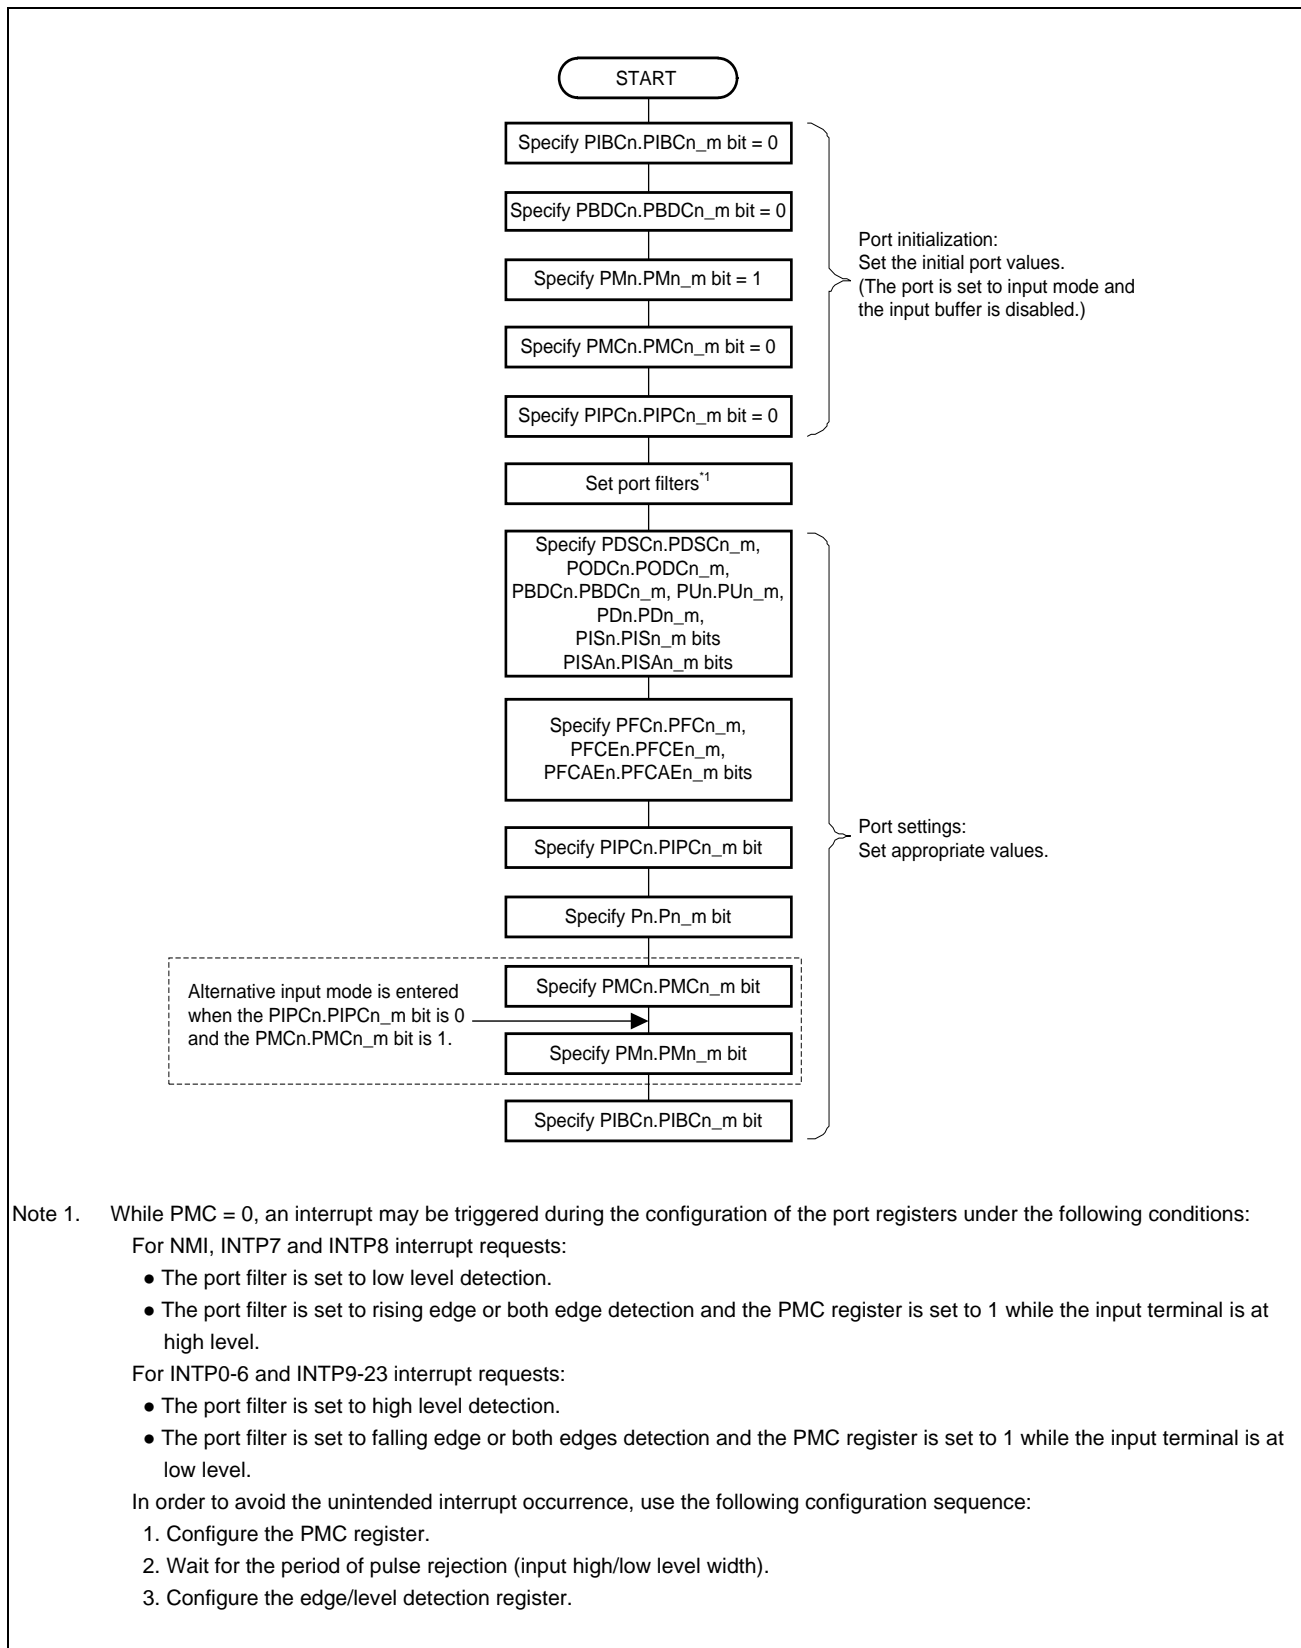 START
Specify PIBCn.PIBCn_m bit = 0
Specify PBDCn.PBDCn_m bit = 0
Specify PMn.PMn_m bit = 1
Specify PMCn.PMCn_m bit = 0
Specify PIPCn.PIPCn_m bit = 0
Port initialization:
Set the initial port values.
(The port is set to input mode and
the input buffer is disabled.)
Set port filters*1
Specify PDSCn.PDSCn_m,
PODCn.PODCn_m,
PBDCn.PBDCn_m, PUn.PUn_m,
PDn.PDn_m,
PISn.PISn_m bits
PISAn.PISAn_m bits
Specify PFCn.PFCn_m,
PFCEn.PFCEn_m,
PFCAEn.PFCAEn_m bits
Specify PIPCn.PIPCn_m bit
Port settings:
Set appropriate values.
Specify Pn.Pn_m bit
Specify PMCn.PMCn_m bit
Alternative input mode is entered
when the PIPCn.PIPCn_m bit is 0
and the PMCn.PMCn_m bit is 1.
Specify PMn.PMn_m bit
Specify PIBCn.PIBCn_m bit
Note 1. While PMC = 0, an interrupt may be triggered during the configuration of the port registers under the following conditions:
For NMI, INTP7 and INTP8 interrupt requests:
● The port filter is set to low level detection.
● The port filter is set to rising edge or both edge detection and the PMC register is set to 1 while the input terminal is at
high level.
For INTP0-6 and INTP9-23 interrupt requests:
● The port filter is set to high level detection.
● The port filter is set to falling edge or both edges detection and the PMC register is set to 1 while the input terminal is at
low level.
In order to avoid the unintended interrupt occurrence, use the following configuration sequence:
1. Configure the PMC register.
2. Wait for the period of pulse rejection (input high/low level width).
3. Configure the edge/level detection register.